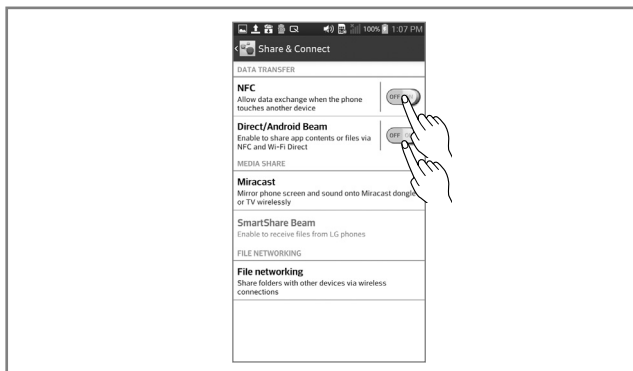 100% 1:07 PM
Share & Connect
DATA TRANSFER
NFC
Allow data exchange when the phone
touches another device
OFF
Direct/Android Beam
Enable to share app contents or files via
NFC and Wi-Fi Direct
OFF
MEDIA SHARE
Miracast
Mirror phone screen and sound onto Miracast dongle
or TV wirelessly
SmartShare Beam
Enable to receive files from LG phones
FILE NETWORKING
File networking
Share folders with other devices via wireless
connections